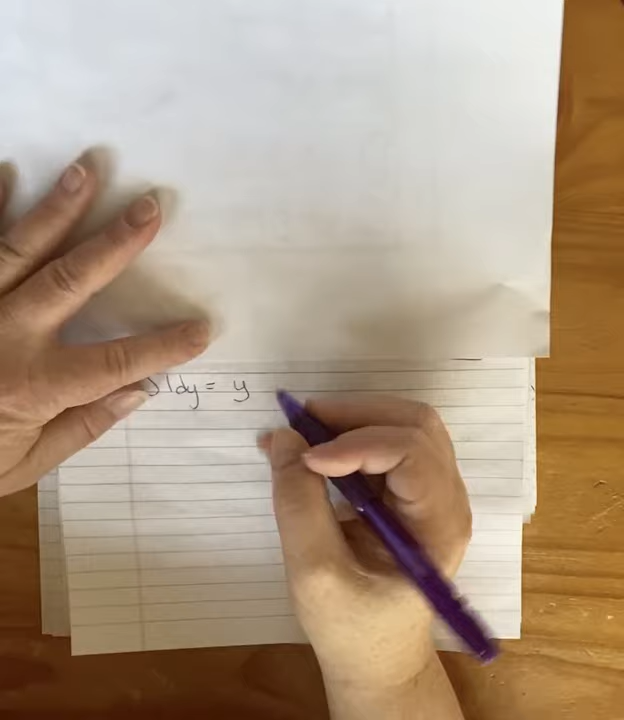 ∫1dy = y